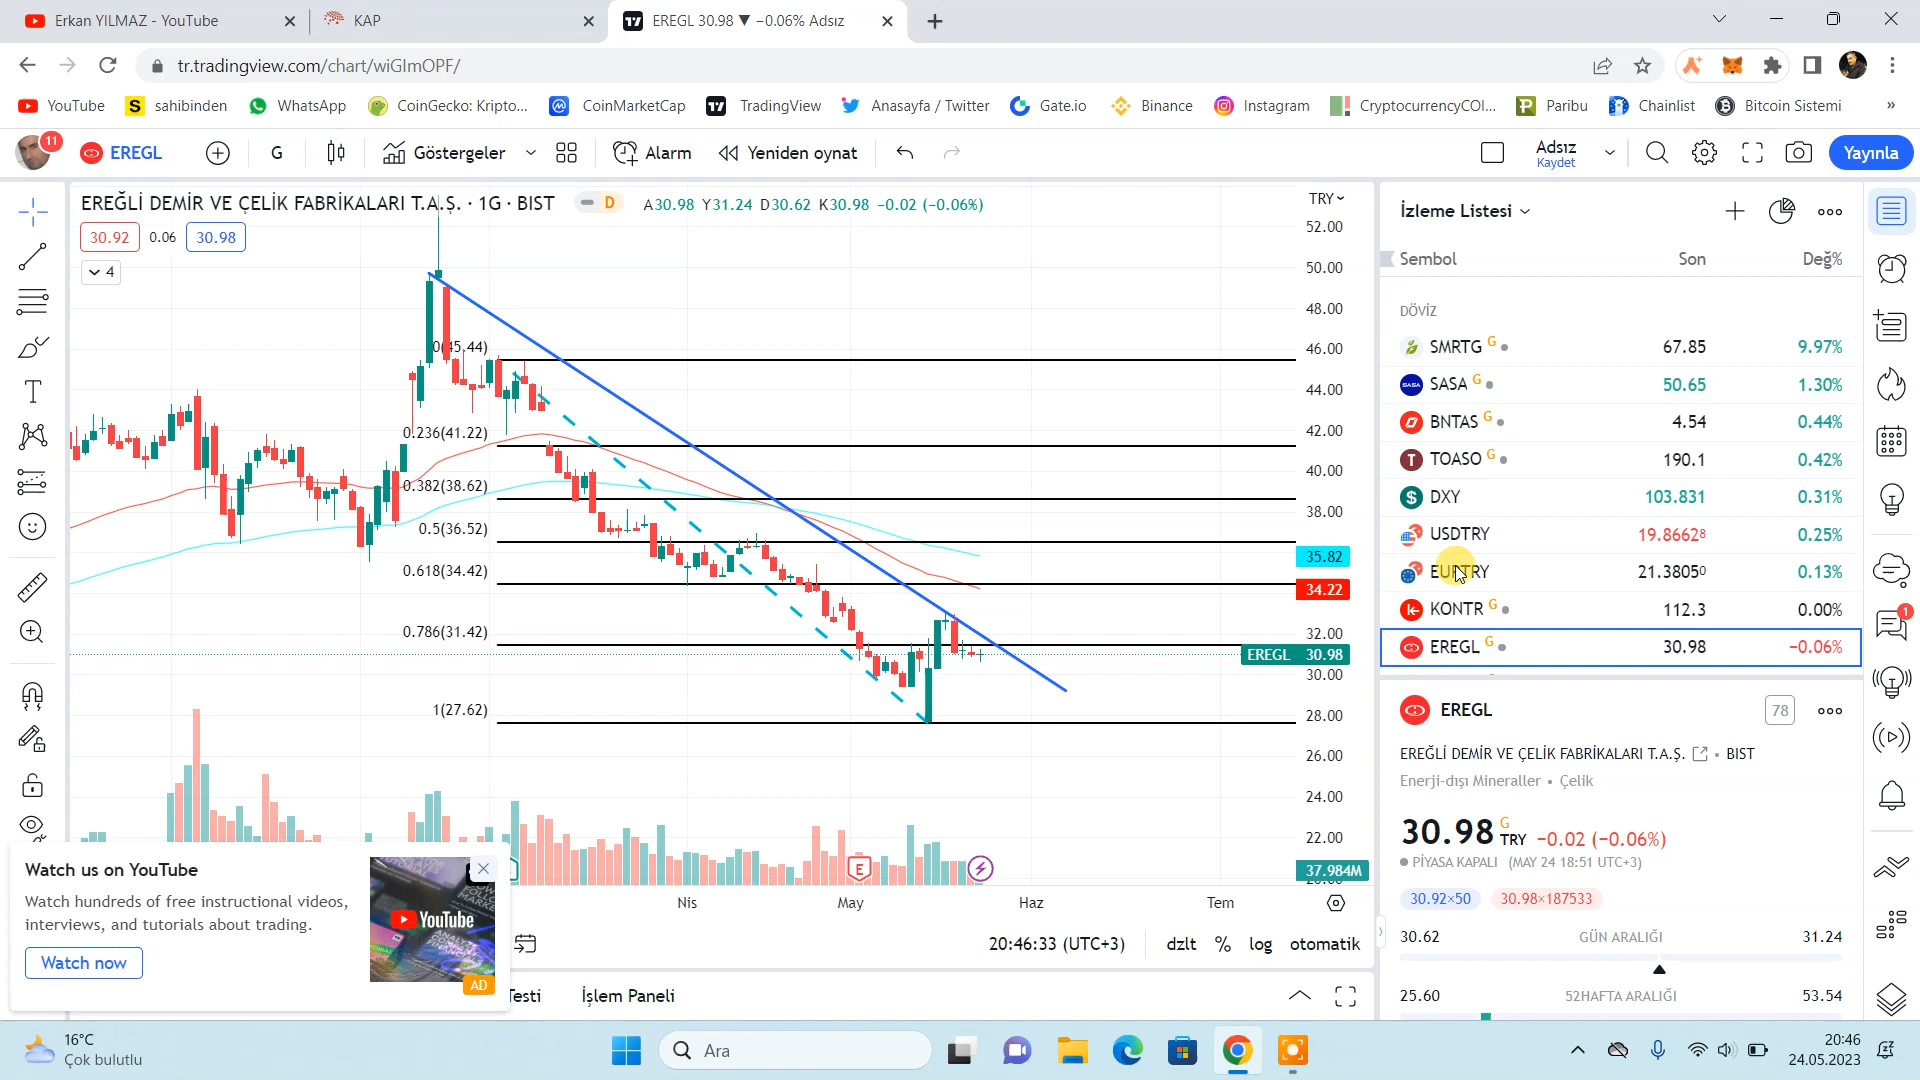 Erkan YILMAZ - YouTube
KAP
EREGL 30.98 ▼ −0.06% Adsız
tr.tradingview.com/chart/wiGImOPF/
YouTube
sahibinden
WhatsApp
CoinGecko: Kripto...
CoinMarketCap
TradingView
Anasayfa / Twitter
Gate.io
Binance
Instagram
CryptocurrencyCOI...
Paribu
Chainlist
Bitcoin Sistemi
»
11
EREGL
G
Göstergeler
Alarm
Yeniden oynat
Adsız
Kaydet
Yayınla
EREĞLİ DEMİR VE ÇELİK FABRİKALARI T.A.Ş. · 1G · BIST
D
A30.98 Y31.24 D30.62 K30.98 −0.02 (−0.06%)
30.92
0.06
30.98
4
TRY
52.00
50.00
48.00
46.00
44.00
42.00
40.00
38.00
35.82
34.22
32.00
EREGL 30.98
30.00
28.00
26.00
24.00
22.00
37.984M
0(45.44)
0.236(41.22)
0.382(38.62)
0.5(36.52)
0.618(34.42)
0.786(31.42)
1(27.62)
E
Nis
May
Haz
Tem
20:46:33 (UTC+3)
dzlt
%
log
otomatik
Testi
İşlem Paneli
Watch us on YouTube
Watch hundreds of free instructional videos,
interviews, and tutorials about trading.
Watch now
YouTube
AD
İzleme Listesi
Sembol Son Değ%
DÖVİZ
SMRTG G 67.85 9.97%
SASA G 50.65 1.30%
BNTAS G 4.54 0.44%
TOASO G 190.1 0.42%
DXY 103.831 0.31%
USDTRY 19.86628 0.25%
EURTRY 21.38050 0.13%
KONTR G 112.3 0.00%
EREGL G 30.98 −0.06%
EREGL
78
EREĞLİ DEMİR VE ÇELİK FABRİKALARI T.A.Ş. • BIST
Enerji-dışı Mineraller • Çelik
30.98 G TRY −0.02 (−0.06%)
PİYASA KAPALI (MAY 24 18:51 UTC+3)
30.92×50
30.98×187533
30.62 GÜN ARALIĞI 31.24
25.60 52HAFTA ARALIĞI 53.54
1
16°C
Çok bulutlu
Ara
20:46
24.05.2023